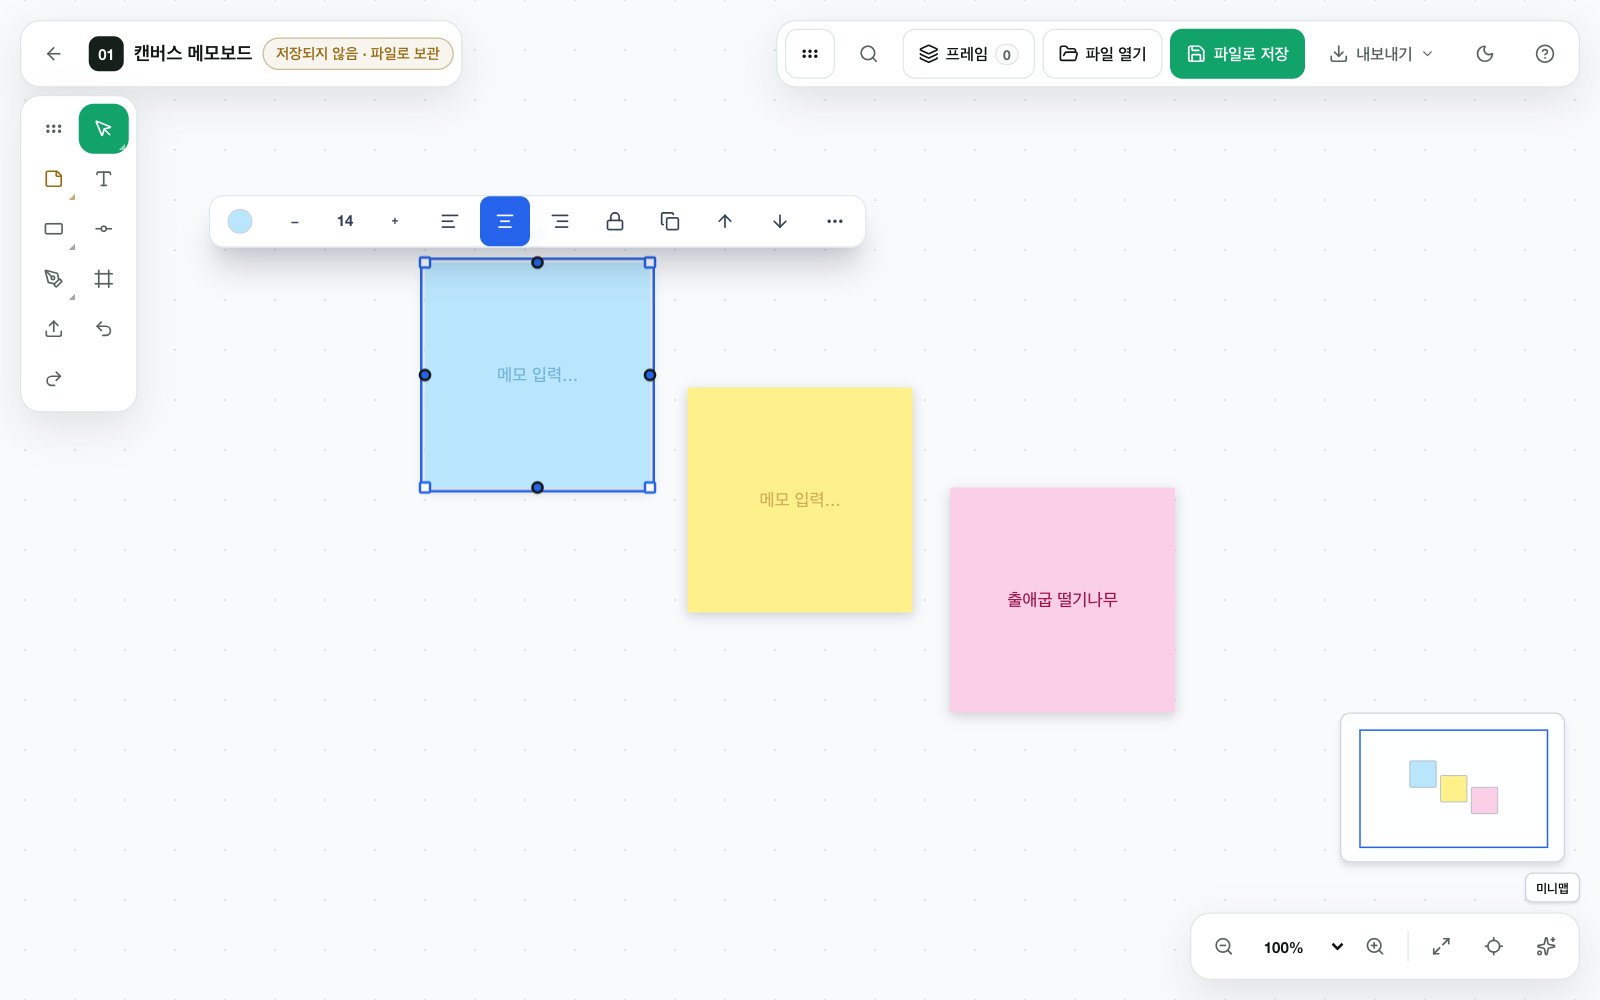 01 캔버스 메모보드 저장되지 않음 · 파일로 보관
프레임 0 파일 열기 파일로 저장 내보내기
− 14 +
메모 입력...
메모 입력...
출애굽 떨기나무
미니맵
100%